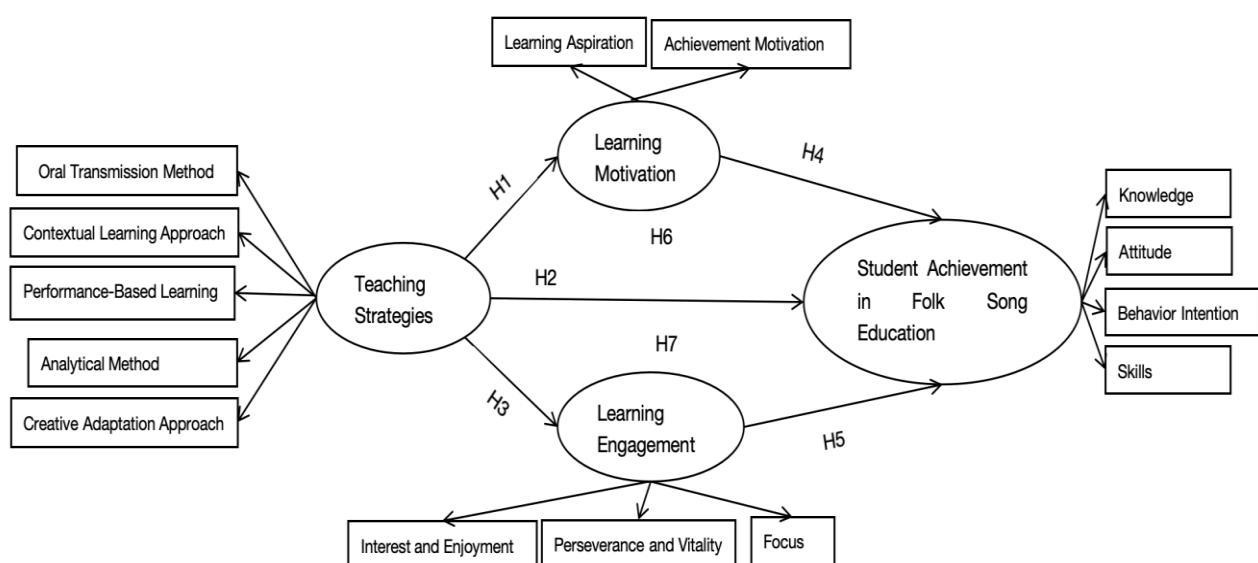 Learning Aspiration
Achievement Motivation
Learning
Motivation
H1
H4
H6
Oral Transmission Method
Contextual Learning Approach
Performance-Based Learning
Analytical Method
Creative Adaptation Approach
Teaching
Strategies
H2
Student Achievement
in Folk Song
Education
Knowledge
Attitude
Behavior Intention
Skills
H7
H3
Learning
Engagement
H5
Interest and Enjoyment
Perseverance and Vitality
Focus